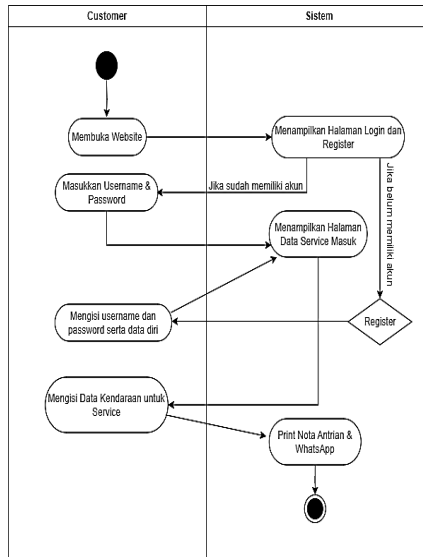 Customer
Sistem
Membuka Website
Menampilkan Halaman Login dan
Register
Masukkan Username &
Password
Jika sudah memiliki akun
Jika belum memiliki akun
Menampilkan Halaman
Data Service Masuk
Mengisi username dan
password serta data diri
Register
Mengisi Data Kendaraan untuk
Service
Print Nota Antrian &
WhatsApp